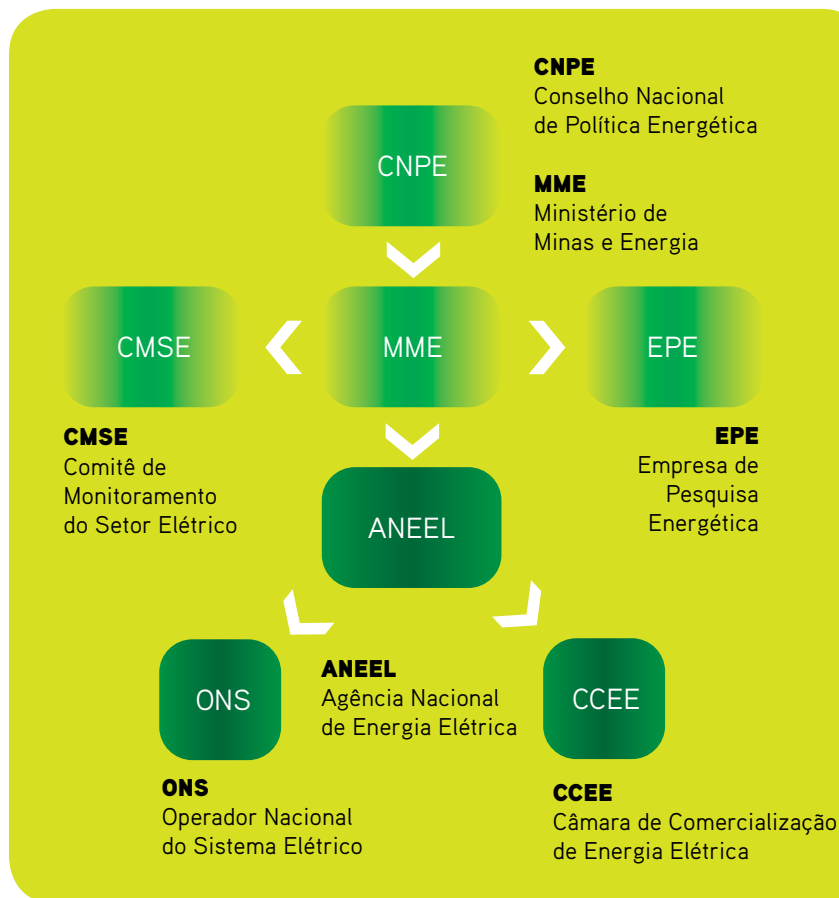 CNPE
Conselho Nacional
de Política Energética
CNPE
MME
Ministério de
Minas e Energia
CMSE
MME
EPE
CMSE
Comitê de
Monitoramento
do Setor Elétrico
EPE
Empresa de
Pesquisa
Energética
ANEEL
ONS
ANEEL
Agência Nacional
de Energia Elétrica
CCEE
ONS
Operador Nacional
do Sistema Elétrico
CCEE
Câmara de Comercialização
de Energia Elétrica